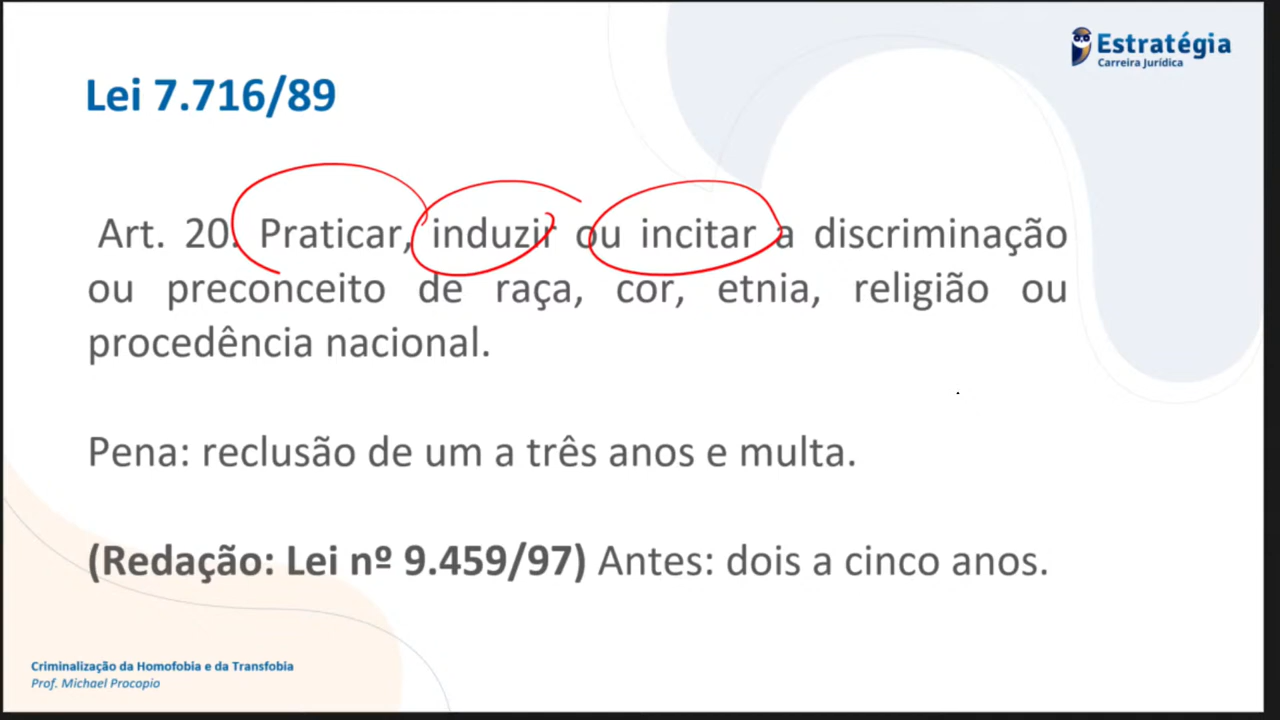 Estratégia
Carreira Jurídica
Lei 7.716/89
Art. 20. Praticar, induzir ou incitar a discriminação
ou preconceito de raça, cor, etnia, religião ou
procedência nacional.
Pena: reclusão de um a três anos e multa.
(Redação: Lei nº 9.459/97) Antes: dois a cinco anos.
Criminalização da Homofobia e da Transfobia
Prof. Michael Procopio